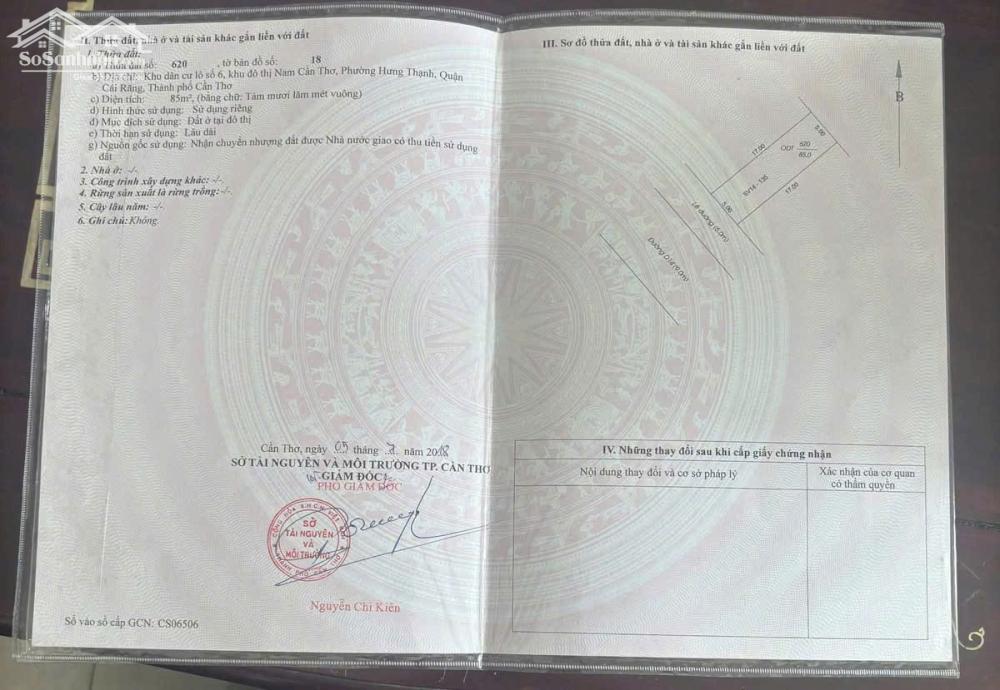 SoSanhnha
II. Thửa đất, nhà ở và tài sản khác gắn liền với đất
1. Thửa đất:
a) Thửa đất số: 620 , tờ bản đồ số: 18
b) Địa chỉ: Khu dân cư lô số 6, khu đô thị Nam Cần Thơ, Phường Hưng Thạnh, Quận
Cái Răng, Thành phố Cần Thơ
c) Diện tích: 85m², (bằng chữ: Tám mươi lăm mét vuông)
d) Hình thức sử dụng: Sử dụng riêng
đ) Mục đích sử dụng: Đất ở tại đô thị
e) Thời hạn sử dụng: Lâu dài
g) Nguồn gốc sử dụng: Nhận chuyển nhượng đất được Nhà nước giao có thu tiền sử dụng
đất
2. Nhà ở: -/-.
3. Công trình xây dựng khác: -/-.
4. Rừng sản xuất là rừng trồng: -/-.
5. Cây lâu năm: -/-
6. Ghi chú: Không.
Cần Thơ, ngày 05 tháng 7 năm 2018
SỞ TÀI NGUYÊN VÀ MÔI TRƯỜNG TP. CẦN THƠ
GIÁM ĐỐC
PHÓ GIÁM ĐỐC
SỞ
TÀI NGUYÊN
VÀ
MÔI TRƯỜNG
Nguyễn Chí Kiên
Số vào sổ cấp GCN: CS06506
III. Sơ đồ thửa đất, nhà ở và tài sản khác gắn liền với đất
B
5.00
17.00
ODT 620
85.0
17.00
5.00
Lề đường (6.0m)
IV. Những thay đổi sau khi cấp giấy chứng nhận
Nội dung thay đổi và cơ sở pháp lý
Xác nhận của cơ quan
có thẩm quyền